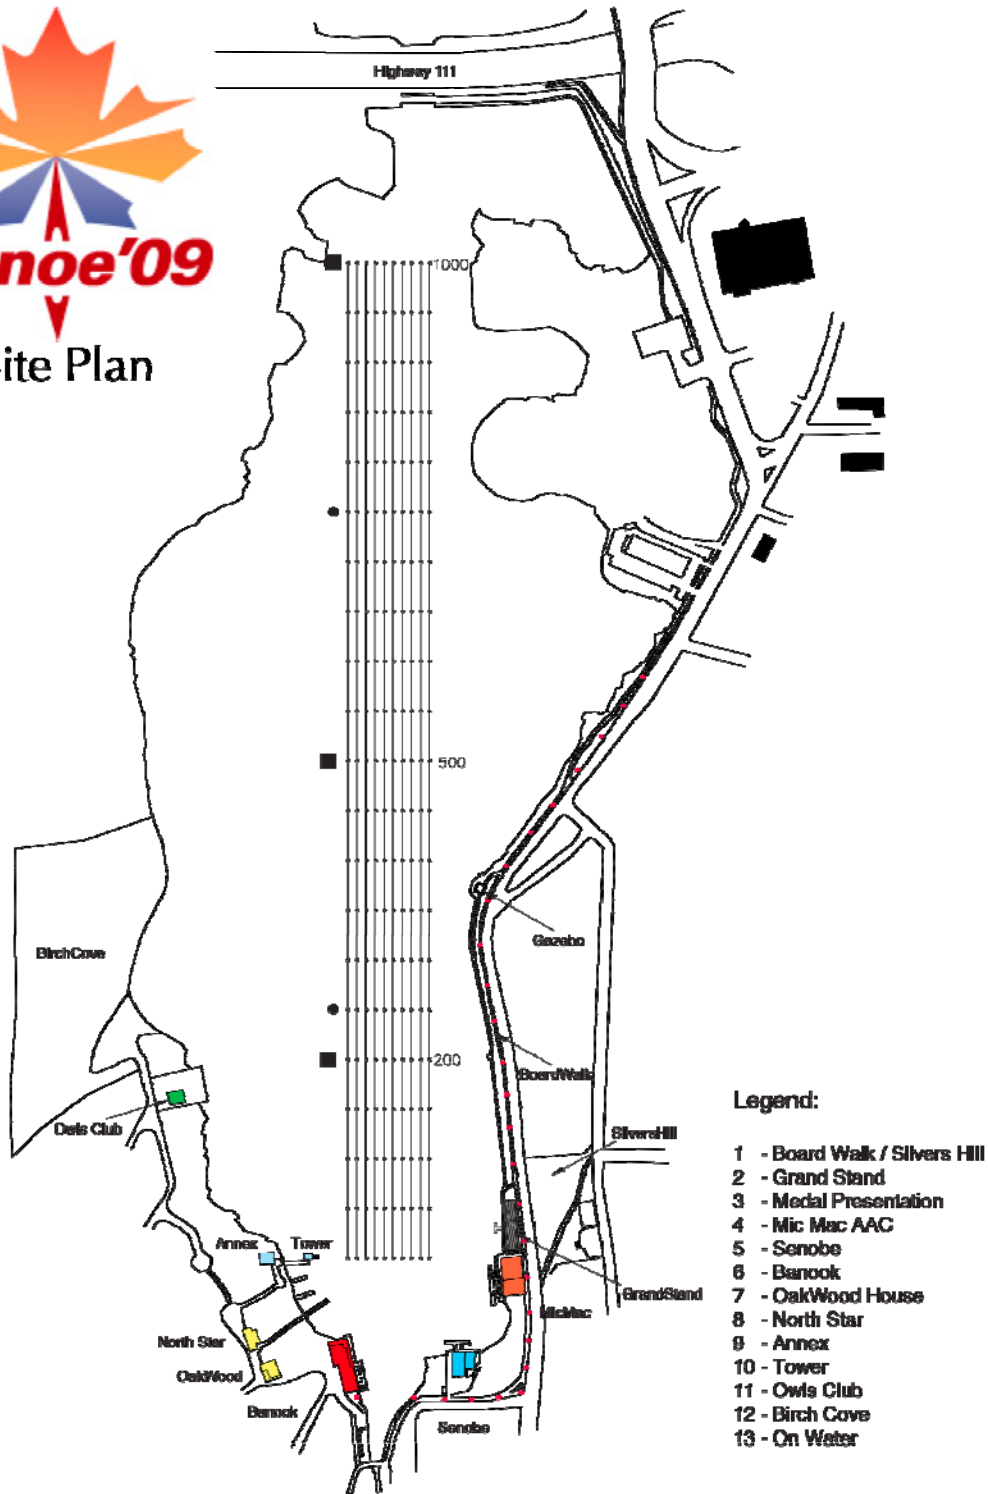 Highway 111
noe'09
ite Plan
1000
500
Gazebo
BirchCove
200
BoardWalk
Owls Club
SilversHill
Annex
Tower
GrandStand
MicMac
North Star
OakWood
Banook
Senobe
Legend:
1 - Board Walk / Silvers Hill
2 - Grand Stand
3 - Medal Presentation
4 - Mic Mac AAC
5 - Senobe
6 - Banook
7 - OakWood House
8 - North Star
9 - Annex
10 - Tower
11 - Owls Club
12 - Birch Cove
13 - On Water